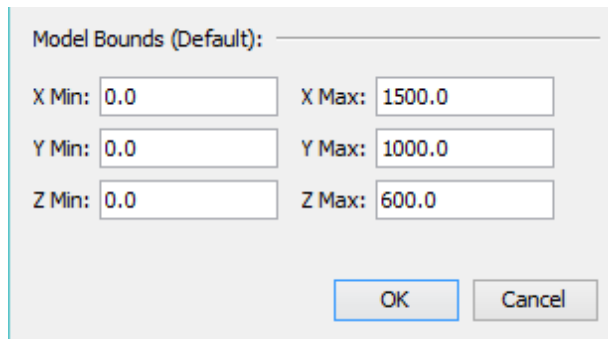 Model Bounds (Default):
X Min: 0.0 X Max: 1500.0
Y Min: 0.0 Y Max: 1000.0
Z Min: 0.0 Z Max: 600.0
OK Cancel